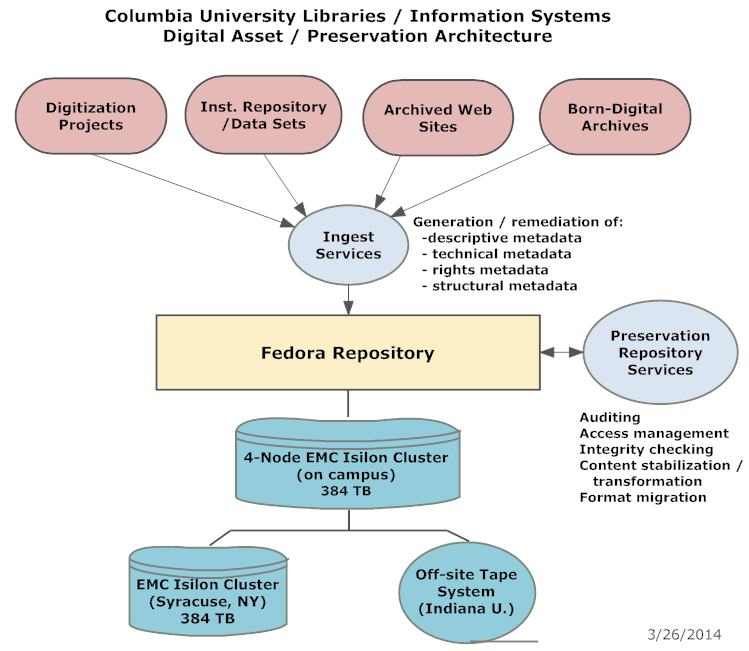 Columbia University Libraries / Information Systems
Digital Asset / Preservation Architecture
Digitization
Projects
Inst. Repository
/Data Sets
Archived Web
Sites
Born-Digital
Archives
Ingest
Services
Generation / remediation of:
-descriptive metadata
- technical metadata
- rights metadata
- structural metadata
Fedora Repository
Preservation
Repository
Services
Auditing
Access management
Integrity checking
Content stabilization /
transformation
Format migration
4-Node EMC Isilon Cluster
(on campus)
384 TB
EMC Isilon Cluster
(Syracuse, NY)
384 TB
Off-site Tape
System
(Indiana U.)
3/26/2014